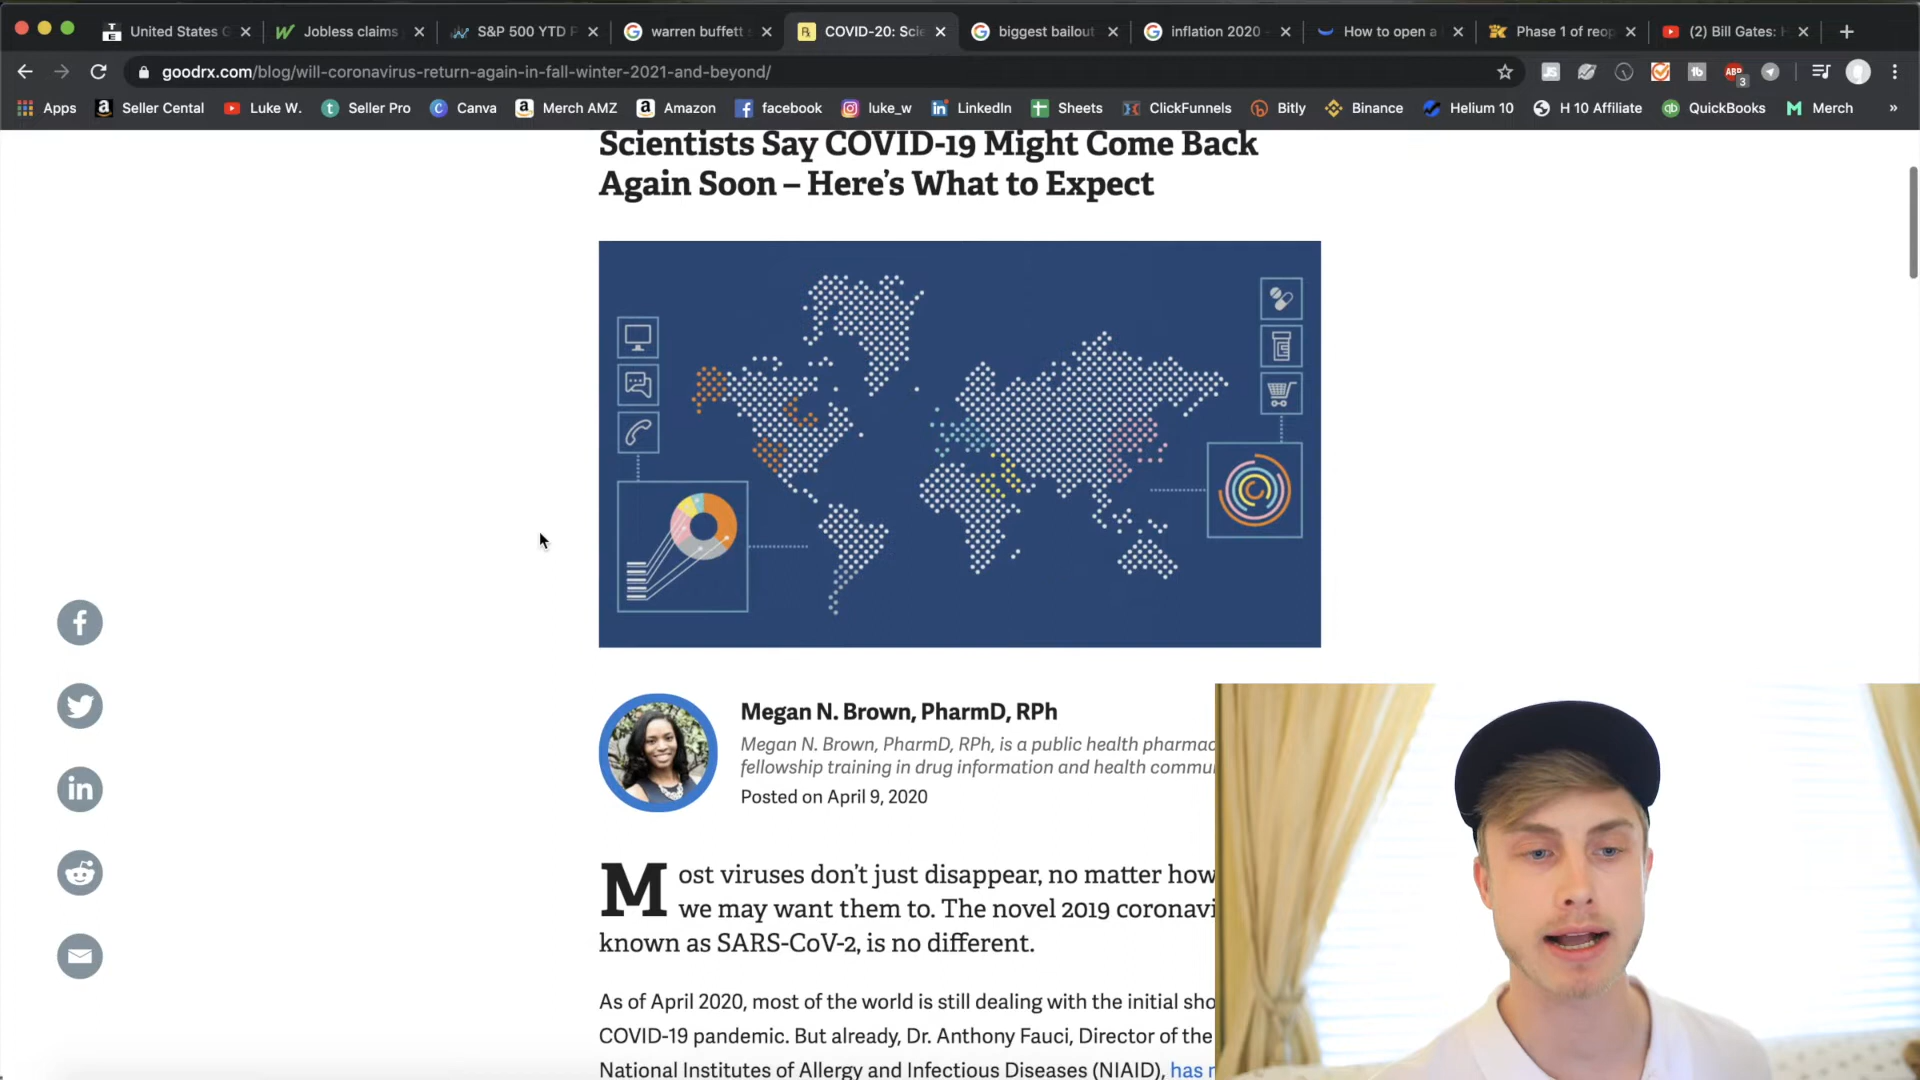 United States G
Jobless claims
S&P 500 YTD P
warren buffett s
COVID-20: Scie
biggest bailout
inflation 2020 -
How to open a
Phase 1 of reop
(2) Bill Gates: H
goodrx.com/blog/will-coronavirus-return-again-in-fall-winter-2021-and-beyond/
ABP
3
Apps
Seller Cental
Luke W.
Seller Pro
Canva
Merch AMZ
Amazon
facebook
luke_w
LinkedIn
Sheets
ClickFunnels
Bitly
Binance
Helium 10
H 10 Affiliate
QuickBooks
Merch
»
Scientists Say COVID-19 Might Come Back
Again Soon – Here's What to Expect
Megan N. Brown, PharmD, RPh
Megan N. Brown, PharmD, RPh, is a public health pharmac
fellowship training in drug information and health commu
Posted on April 9, 2020
Most viruses don't just disappear, no matter how
we may want them to. The novel 2019 coronavi
known as SARS-CoV-2, is no different.
As of April 2020, most of the world is still dealing with the initial sho
COVID-19 pandemic. But already, Dr. Anthony Fauci, Director of the
National Institutes of Allergy and Infectious Diseases (NIAID), has r